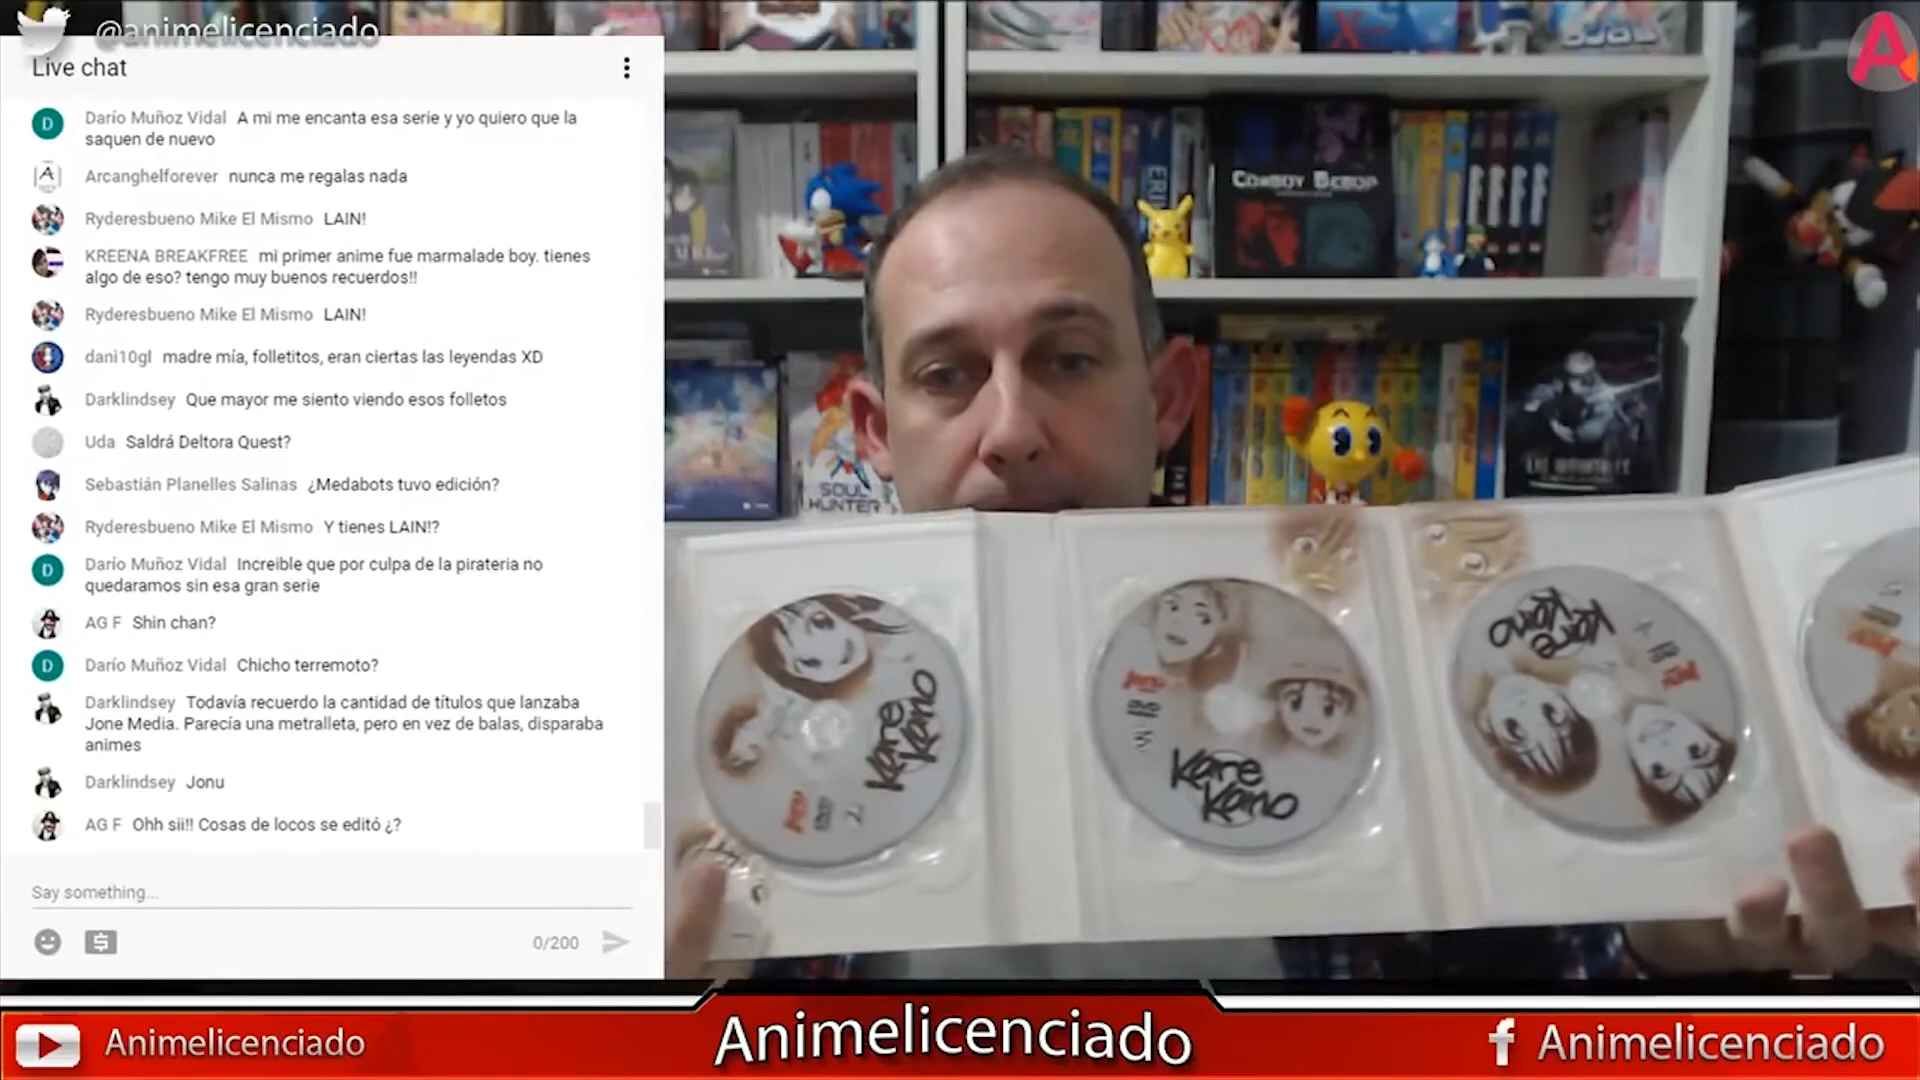 @animelicenciado
Live chat
D Darío Muñoz Vidal A mi me encanta esa serie y yo quiero que la
saquen de nuevo
A Arcanghelforever nunca me regalas nada
Ryderesbueno Mike El Mismo LAIN!
KREENA BREAKFREE mi primer anime fue marmalade boy. tienes
algo de eso? tengo muy buenos recuerdos!!
Ryderesbueno Mike El Mismo LAIN!
dani10gl madre mía, folletitos, eran ciertas las leyendas XD
Darklindsey Que mayor me siento viendo esos folletos
Uda Saldrá Deltora Quest?
Sebastián Planelles Salinas ¿Medabots tuvo edición?
Ryderesbueno Mike El Mismo Y tienes LAIN!?
D Darío Muñoz Vidal Increible que por culpa de la pirateria no
quedaramos sin esa gran serie
AG F Shin chan?
D Darío Muñoz Vidal Chicho terremoto?
Darklindsey Todavía recuerdo la cantidad de títulos que lanzaba
Jone Media. Parecía una metralleta, pero en vez de balas, disparaba
animes
Darklindsey Jonu
AG F Ohh sii!! Cosas de locos se editó ¿?
Say something...
0/200
A
COWBOY BEBOP
SOUL
HUNTER
Kare
Kano
Kare
Kano
Kare
Kano
Animelicenciado
Animelicenciado
Animelicenciado